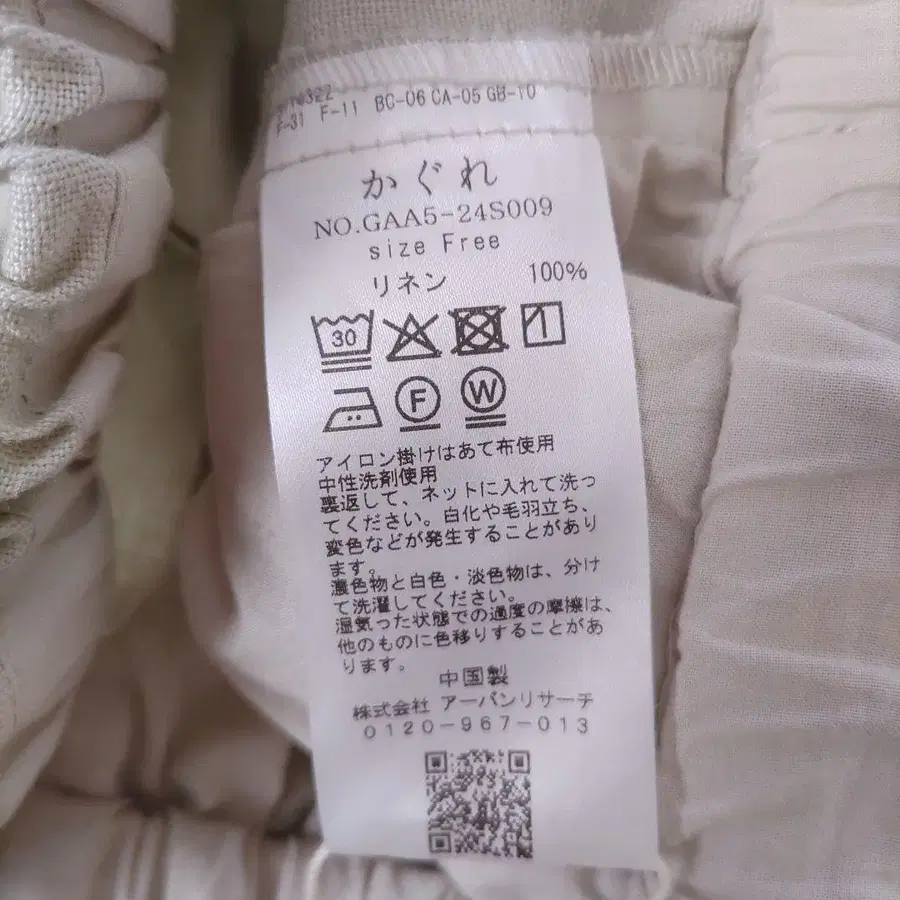 F-31 F-11 BC-06 CA-05 GB-10
かぐれ
NO.GAA5-24S009
size Free
リネン 100%
30
F W
アイロン掛けはあて布使用
中性洗剤使用
裏返して、ネットに入れて洗っ
てください。白化や毛羽立ち、
変色などが発生することがあり
ます。
濃色物と白色・淡色物は、分け
て洗濯してください。
湿気った状態での過度の摩擦は、
他のものに色移りすることがあ
ります。
中国製
株式会社 アーバンリサーチ
0120-967-013